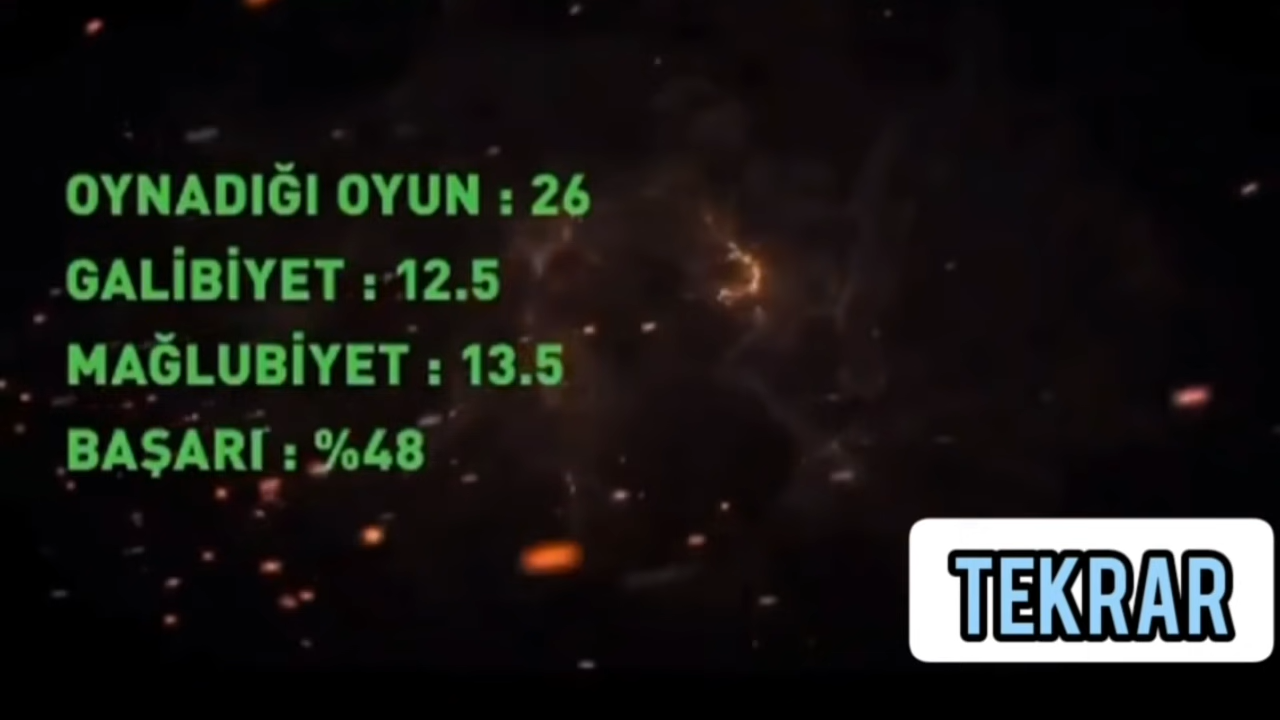 OYNADIĞI OYUN : 26
GALİBİYET : 12.5
MAĞLUBİYET : 13.5
BAŞARI : %48
TEKRAR